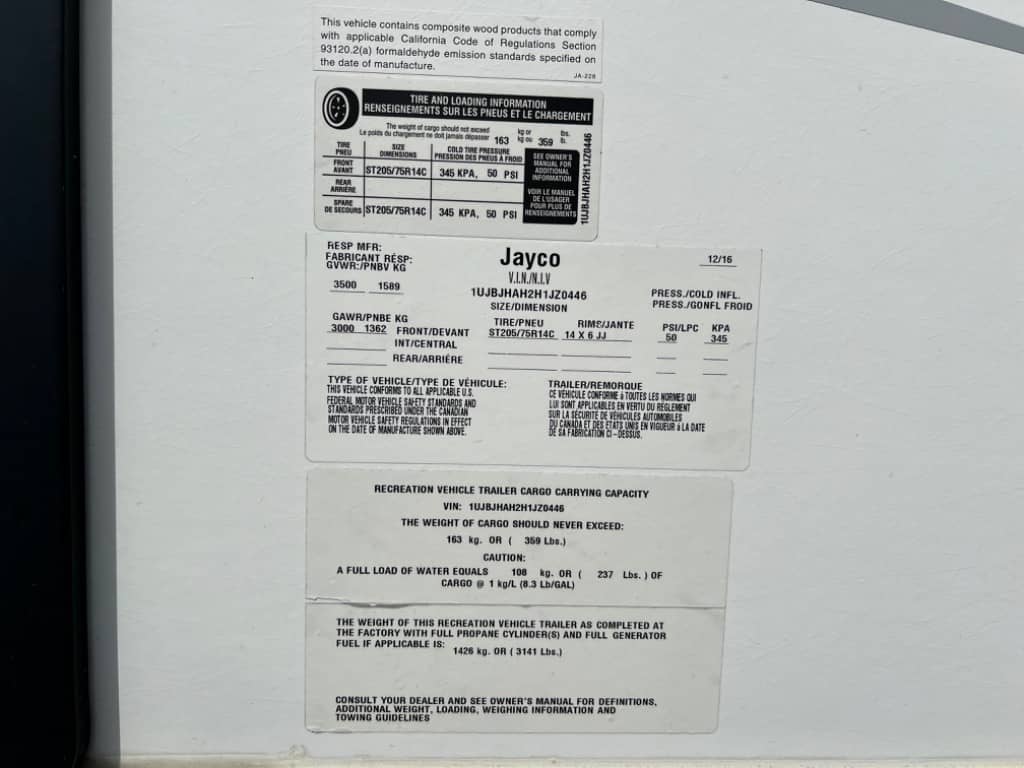 This vehicle contains composite wood products that comply
with applicable California Code of Regulations Section
93120.2(a) formaldehyde emission standards specified on
the date of manufacture.
JA-228
TIRE AND LOADING INFORMATION
RENSEIGNEMENTS SUR LES PNEUS ET LE CHARGEMENT
The weight of cargo should not exceed kg or lbs.
Le poids du chargement ne doit jamais dépasser 163 kg ou 359 lb.
TIRE SIZE COLD TIRE PRESSURE
PNEU DIMENSIONS PRESSION DES PNEUS À FROID
FRONT
AVANT ST205/75R14C 345 KPA, 50 PSI
REAR
ARRIÈRE
SPARE
DE SECOURS ST205/75R14C 345 KPA, 50 PSI
SEE OWNER'S
MANUAL FOR
ADDITIONAL
INFORMATION
VOIR LE MANUEL
DE L'USAGER
POUR PLUS DE
RENSEIGNEMENTS
1UJBJHAH2H1JZ0446
RESP MFR:
FABRICANT RÉSP:
GVWR:/PNBV KG
Jayco
12/16
V.I.N./N.I.V
3500 1589
1UJBJHAH2H1JZ0446
SIZE/DIMENSION
PRESS./COLD INFL.
PRESS./GONFL FROID
GAWR/PNBE KG TIRE/PNEU RIMS/JANTE PSI/LPC KPA
3000 1362 FRONT/DEVANT ST205/75R14C 14 X 6 JJ 50 345
INT/CENTRAL
REAR/ARRIÉRE
TYPE OF VEHICLE/TYPE DE VÉHICULE: TRAILER/REMORQUE
THIS VEHICLE CONFORMS TO ALL APPLICABLE U.S.
FEDERAL MOTOR VEHICLE SAFETY STANDARDS AND
STANDARDS PRESCRIBED UNDER THE CANADIAN
MOTOR VEHICLE SAFETY REGULATIONS IN EFFECT
ON THE DATE OF MANUFACTURE SHOWN ABOVE.
CE VÉHICULE CONFORME à TOUTES LES NORMES QUI
LUI SONT APPLICABLES EN VERTU DU RÈGLEMENT
SUR LA SÉCURITÉ DE VÉHICULES AUTOMOBILES
DU CANADA ET DES ÉTATS UNIS EN VIGUEUR à LA DATE
DE SA FABRICATION CI - DESSUS.
RECREATION VEHICLE TRAILER CARGO CARRYING CAPACITY
VIN: 1UJBJHAH2H1JZ0446
THE WEIGHT OF CARGO SHOULD NEVER EXCEED:
163 kg. OR ( 359 Lbs.)
CAUTION:
A FULL LOAD OF WATER EQUALS 108 kg. OR ( 237 Lbs. ) OF
CARGO @ 1 kg/L (8.3 Lb/GAL)
THE WEIGHT OF THIS RECREATION VEHICLE TRAILER AS COMPLETED AT
THE FACTORY WITH FULL PROPANE CYLINDER(S) AND FULL GENERATOR
FUEL IF APPLICABLE IS: 1426 kg. OR ( 3141 Lbs.)
CONSULT YOUR DEALER AND SEE OWNER'S MANUAL FOR DEFINITIONS,
ADDITIONAL WEIGHT, LOADING, WEIGHING INFORMATION AND
TOWING GUIDELINES